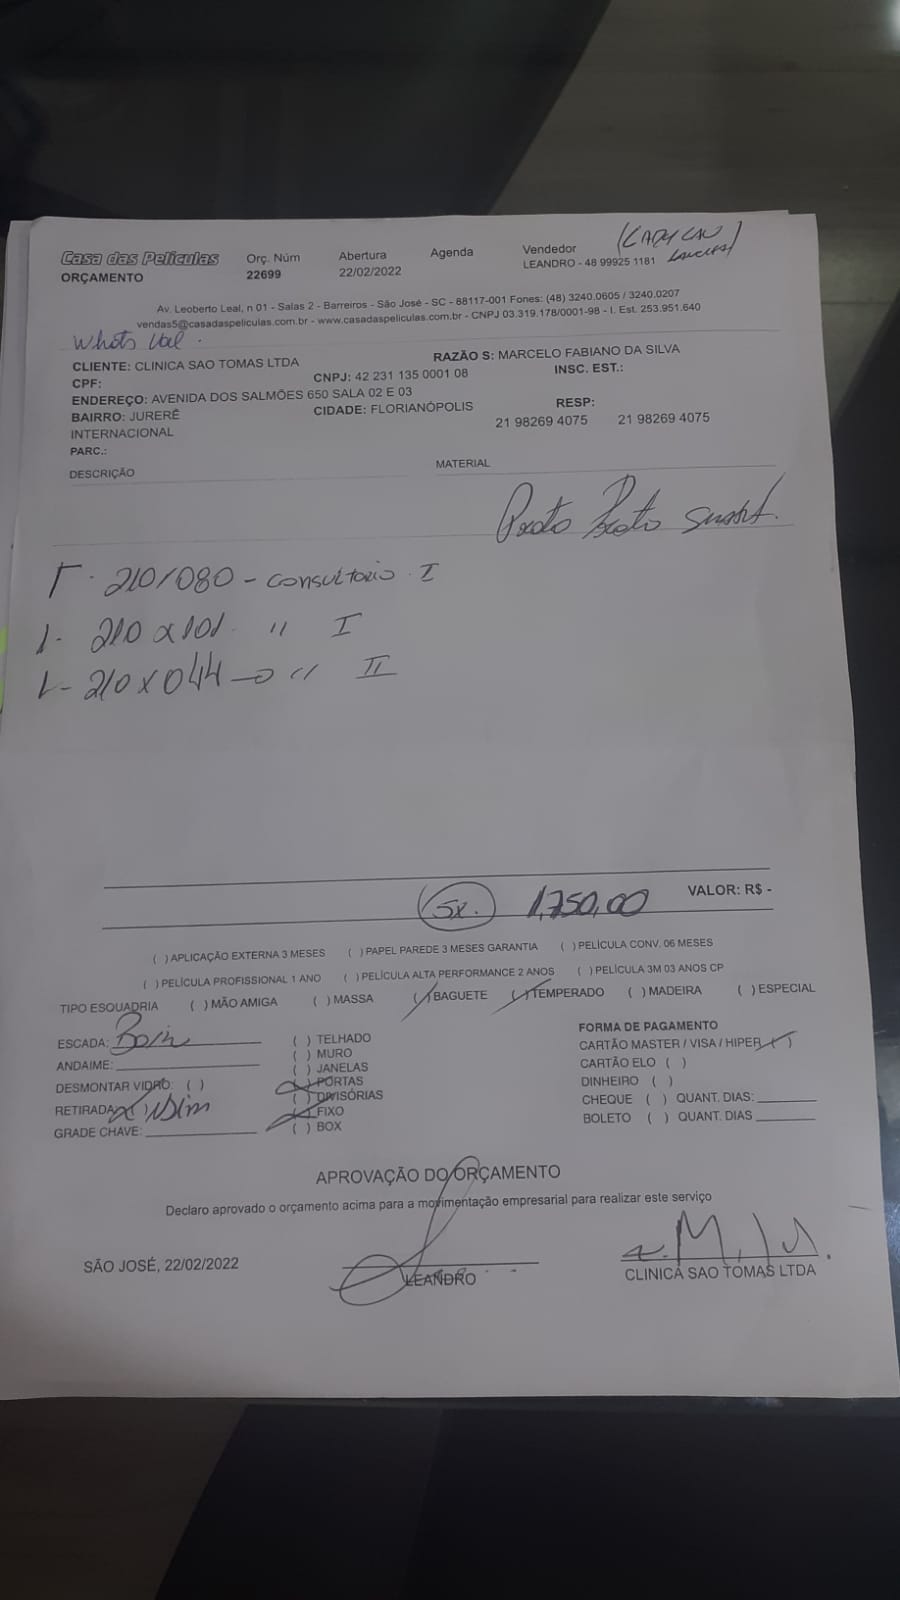 Casa das Películas Orç. Núm Abertura Agenda Vendedor
ORÇAMENTO 22699 22/02/2022 LEANDRO - 48 99925 1181
Av. Leoberto Leal, n 01 - Salas 2 - Barreiros - São José - SC - 88117-001 Fones: (48) 3240.0605 / 3240.0207
vendas5@casadaspeliculas.com.br - www.casadaspeliculas.com.br - CNPJ 03.319.178/0001-98 - I. Est. 253.951.640
Whats
CLIENTE: CLINICA SAO TOMAS LTDA RAZÃO S: MARCELO FABIANO DA SILVA
CPF: CNPJ: 42 231 135 0001 08 INSC. EST.:
ENDEREÇO: AVENIDA DOS SALMÕES 650 SALA 02 E 03
BAIRRO: JURERÊ CIDADE: FLORIANÓPOLIS RESP:
INTERNACIONAL 21 98269 4075 21 98269 4075
PARC.:
DESCRIÇÃO MATERIAL
210/080 - consultorio I
1- 210 x 101 " I
1- 210 x 044 " II
5x. 1,750,00 VALOR: R$ -
( ) APLICAÇÃO EXTERNA 3 MESES ( ) PAPEL PAREDE 3 MESES GARANTIA ( ) PELÍCULA CONV. 06 MESES
( ) PELÍCULA PROFISSIONAL 1 ANO ( ) PELÍCULA ALTA PERFORMANCE 2 ANOS ( ) PELÍCULA 3M 03 ANOS CP
TIPO ESQUADRIA ( ) MÃO AMIGA ( ) MASSA (/) BAGUETE (/) TEMPERADO ( ) MADEIRA ( ) ESPECIAL
ESCADA: ( ) TELHADO FORMA DE PAGAMENTO
( ) MURO CARTÃO MASTER / VISA / HIPER (/)
ANDAIME: ( ) JANELAS CARTÃO ELO ( )
DESMONTAR VIDRO: ( ) PORTAS DINHEIRO ( )
RETIRADA: Sim ( ) DIVISÓRIAS CHEQUE ( ) QUANT. DIAS:
FIXO BOLETO ( ) QUANT. DIAS
GRADE CHAVE: ( ) BOX
APROVAÇÃO DO ORÇAMENTO
Declaro aprovado o orçamento acima para a movimentação empresarial para realizar este serviço
SÃO JOSÉ, 22/02/2022 LEANDRO CLINICA SAO TOMAS LTDA